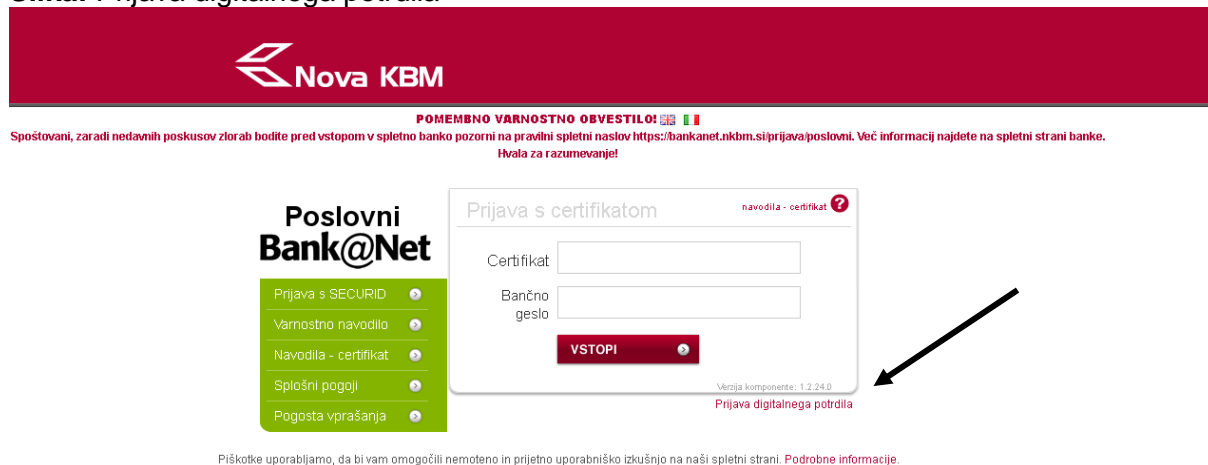 Slika: Prijava digitalnega potrdila
Nova KBM
POMEMBNO VARNOSTNO OBVESTILO!
Spoštovani, zaradi nedavnih poskusov zlorab bodite pred vstopom v spletno banko pozorni na pravilni spletni naslov https://bankanet.nkbm.si/prijava/poslovni. Več informacij najdete na spletni strani banke.
Hvala za razumevanje!
Poslovni
Bank@Net
Prijava s SECURID
Varnostno navodilo
Navodila - certifikat
Splošni pogoji
Pogosta vprašanja
Prijava s certifikatom
navodila - certifikat ?
Certifikat
Bančno
geslo
VSTOPI
Verzija komponente: 1.2.24.0
Prijava digitalnega potrdila
Piškotke uporabljamo, da bi vam omogočili nemoteno in prijetno uporabniško izkušnjo na naši spletni strani. Podrobne informacije.